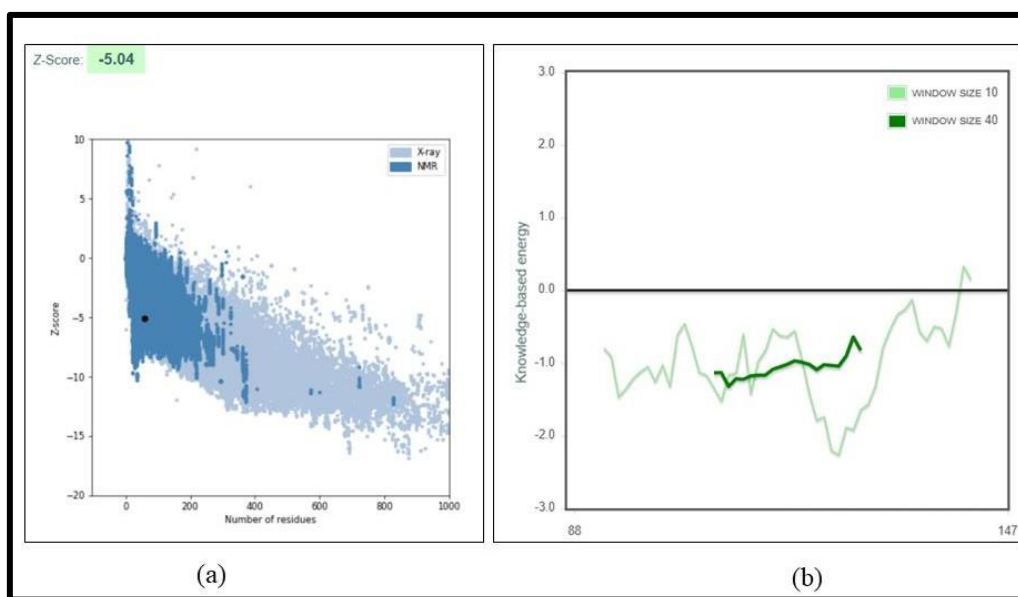 Z-Score: -5.04
10
5
0
−5
−10
−15
−20
Z-score
X-ray
NMR
0
200
400
600
800
1000
Number of residues
(a)
3.0
2.0
1.0
0.0
-1.0
-2.0
-3.0
Knowledge-based energy
WINDOW SIZE 10
WINDOW SIZE 40
88
147
(b)